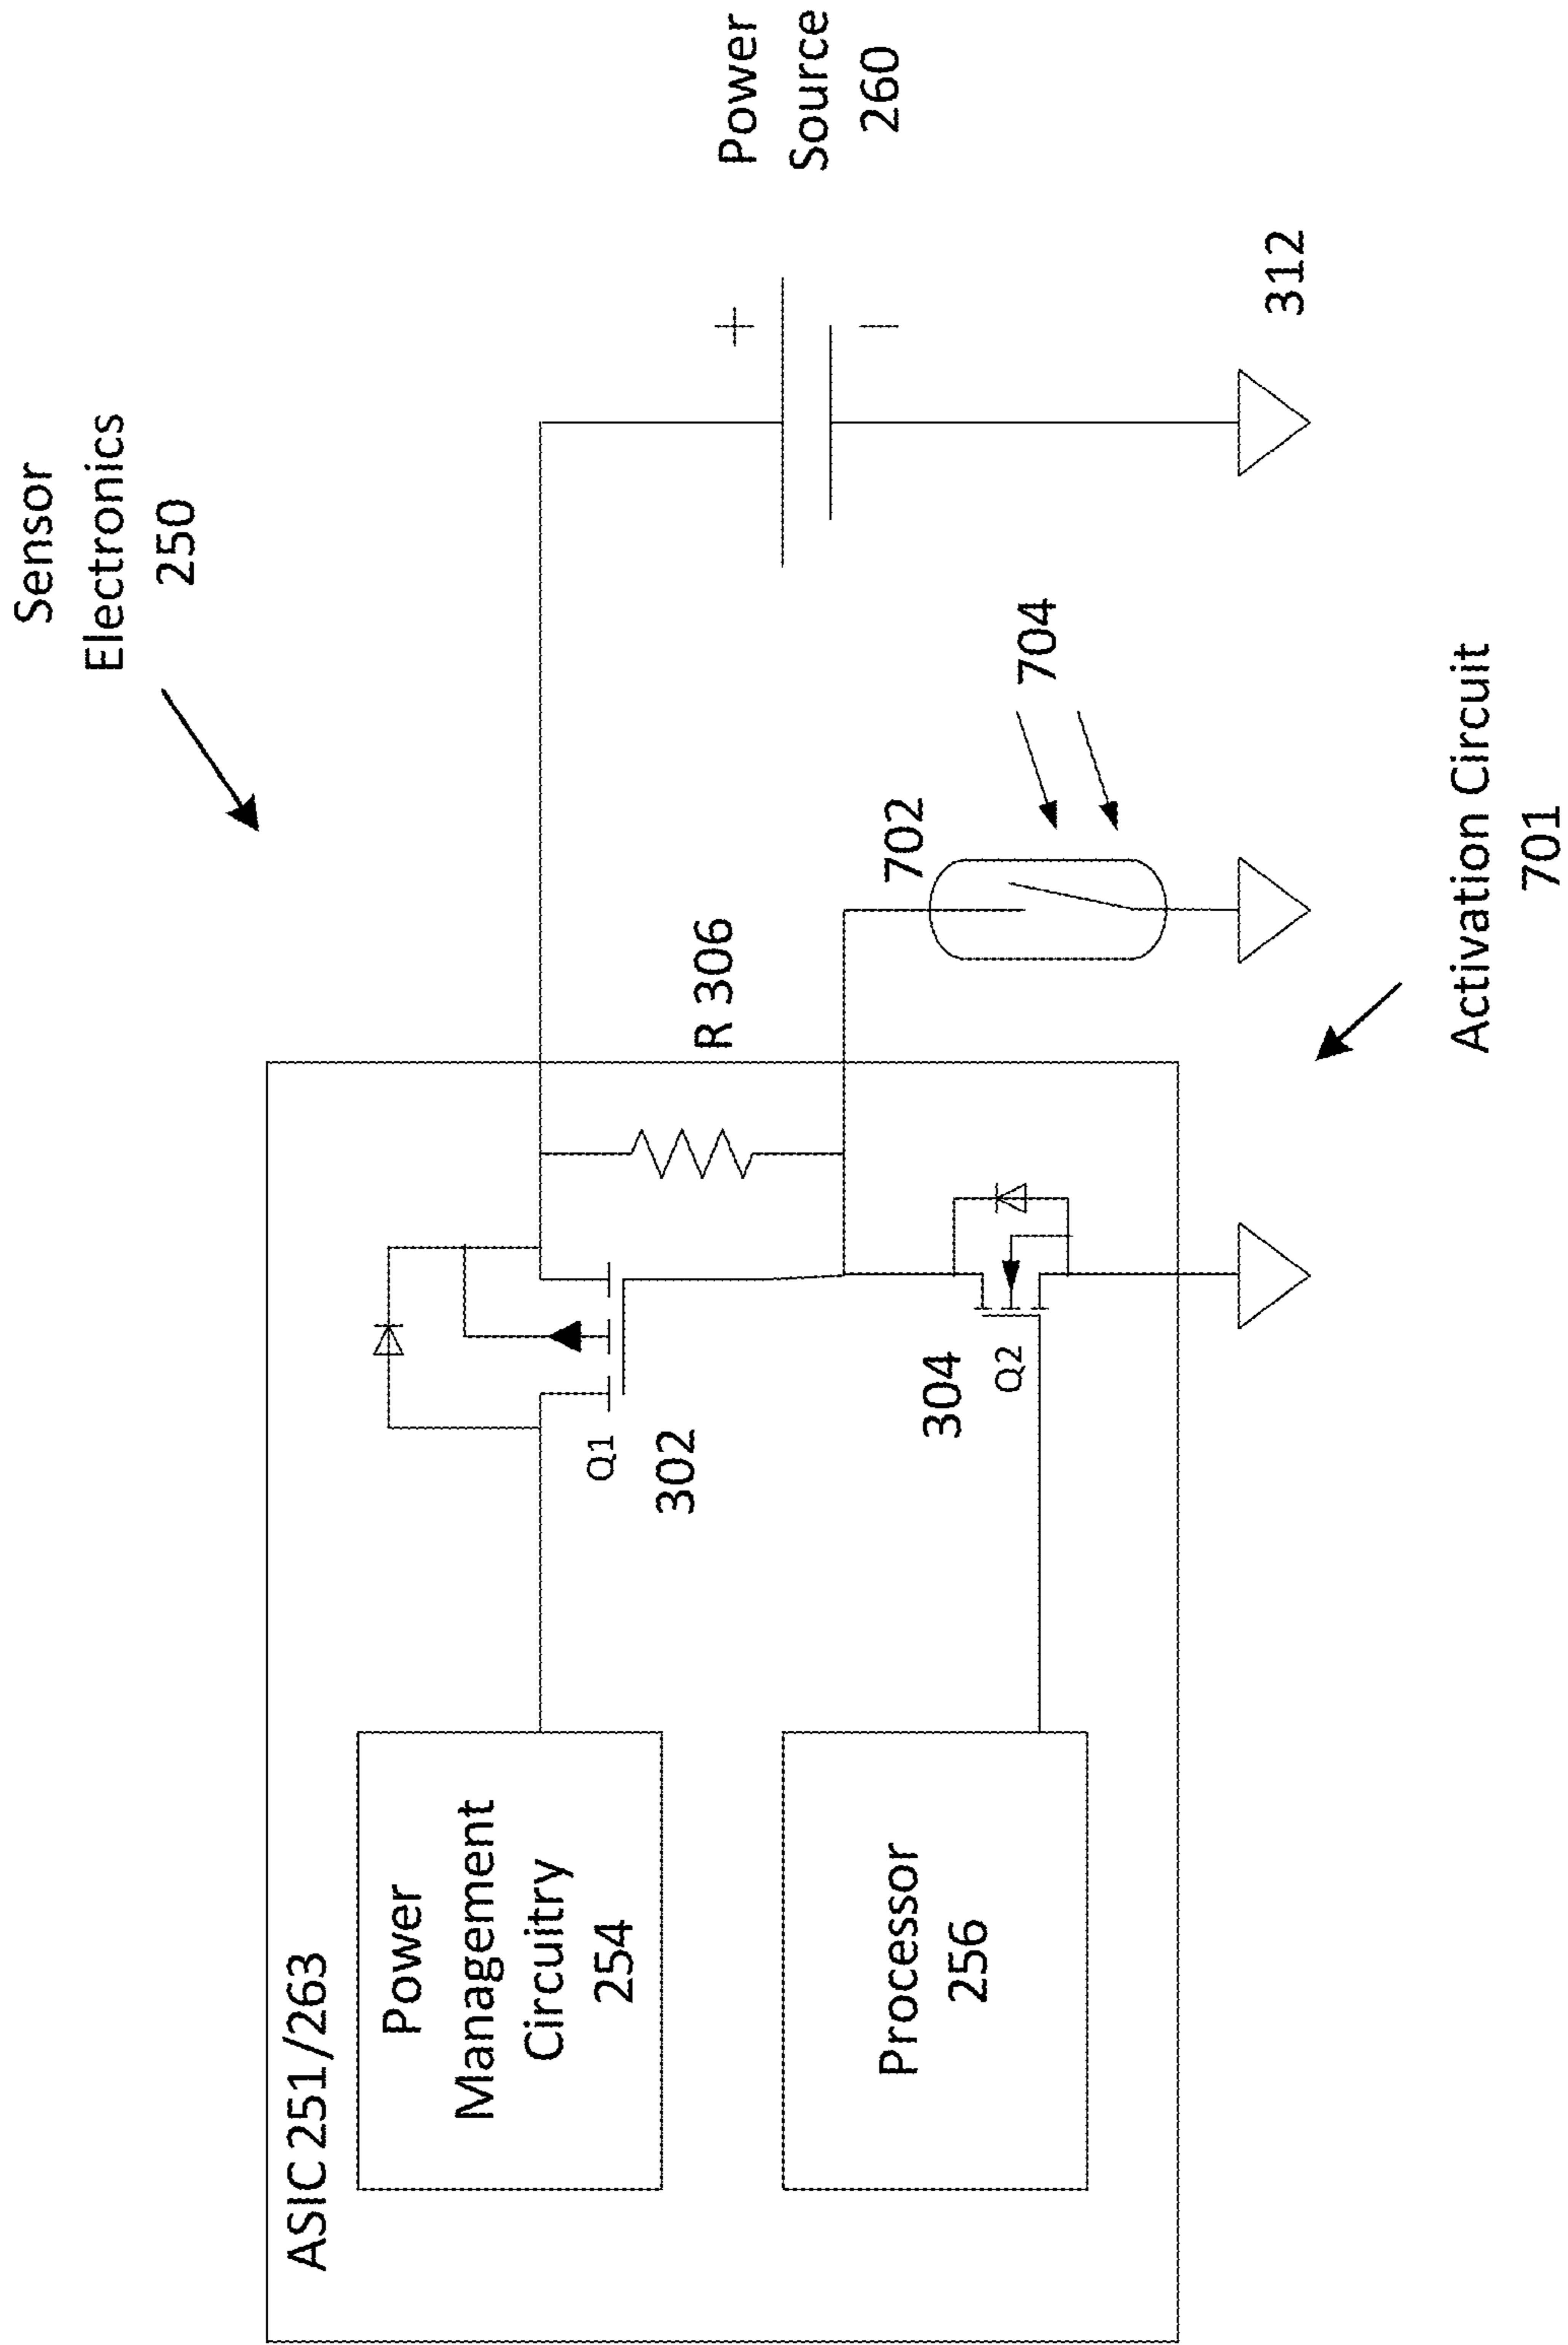 Sensor
Electronics
250
ASIC 251/263
Power
Management
Circuitry
254
Q1
302
R 306
Power
Source
260
+
−
Processor
256
304
Q2
702
704
312
Activation Circuit
701